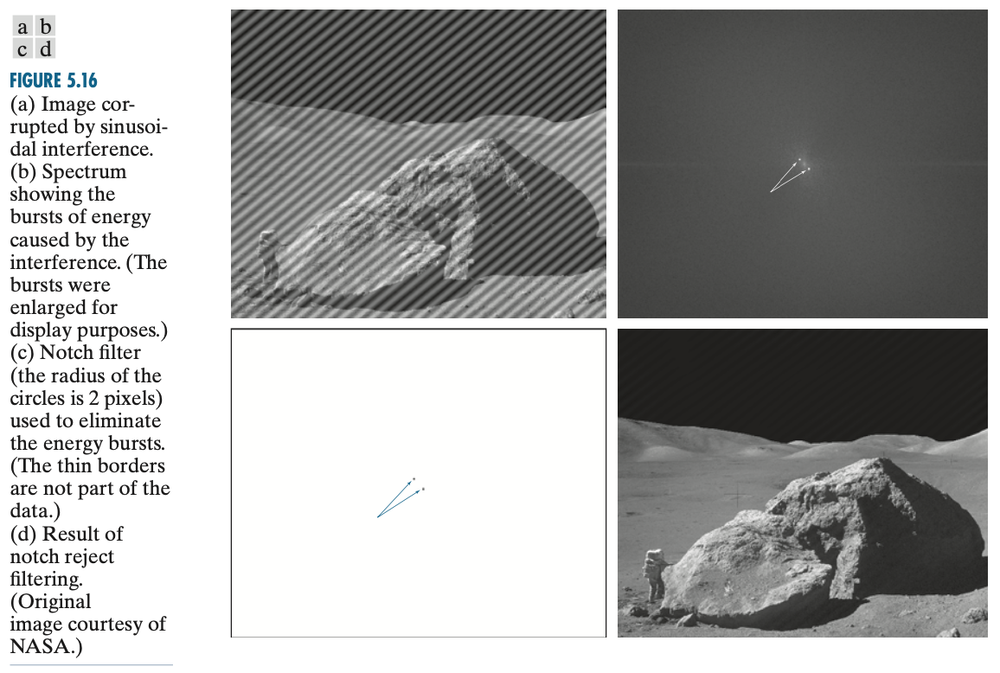 a b
c d
FIGURE 5.16
(a) Image cor-
rupted by sinusoi-
dal interference.
(b) Spectrum
showing the
bursts of energy
caused by the
interference. (The
bursts were
enlarged for
display purposes.)
(c) Notch filter
(the radius of the
circles is 2 pixels)
used to eliminate
the energy bursts.
(The thin borders
are not part of the
data.)
(d) Result of
notch reject
filtering.
(Original
image courtesy of
NASA.)